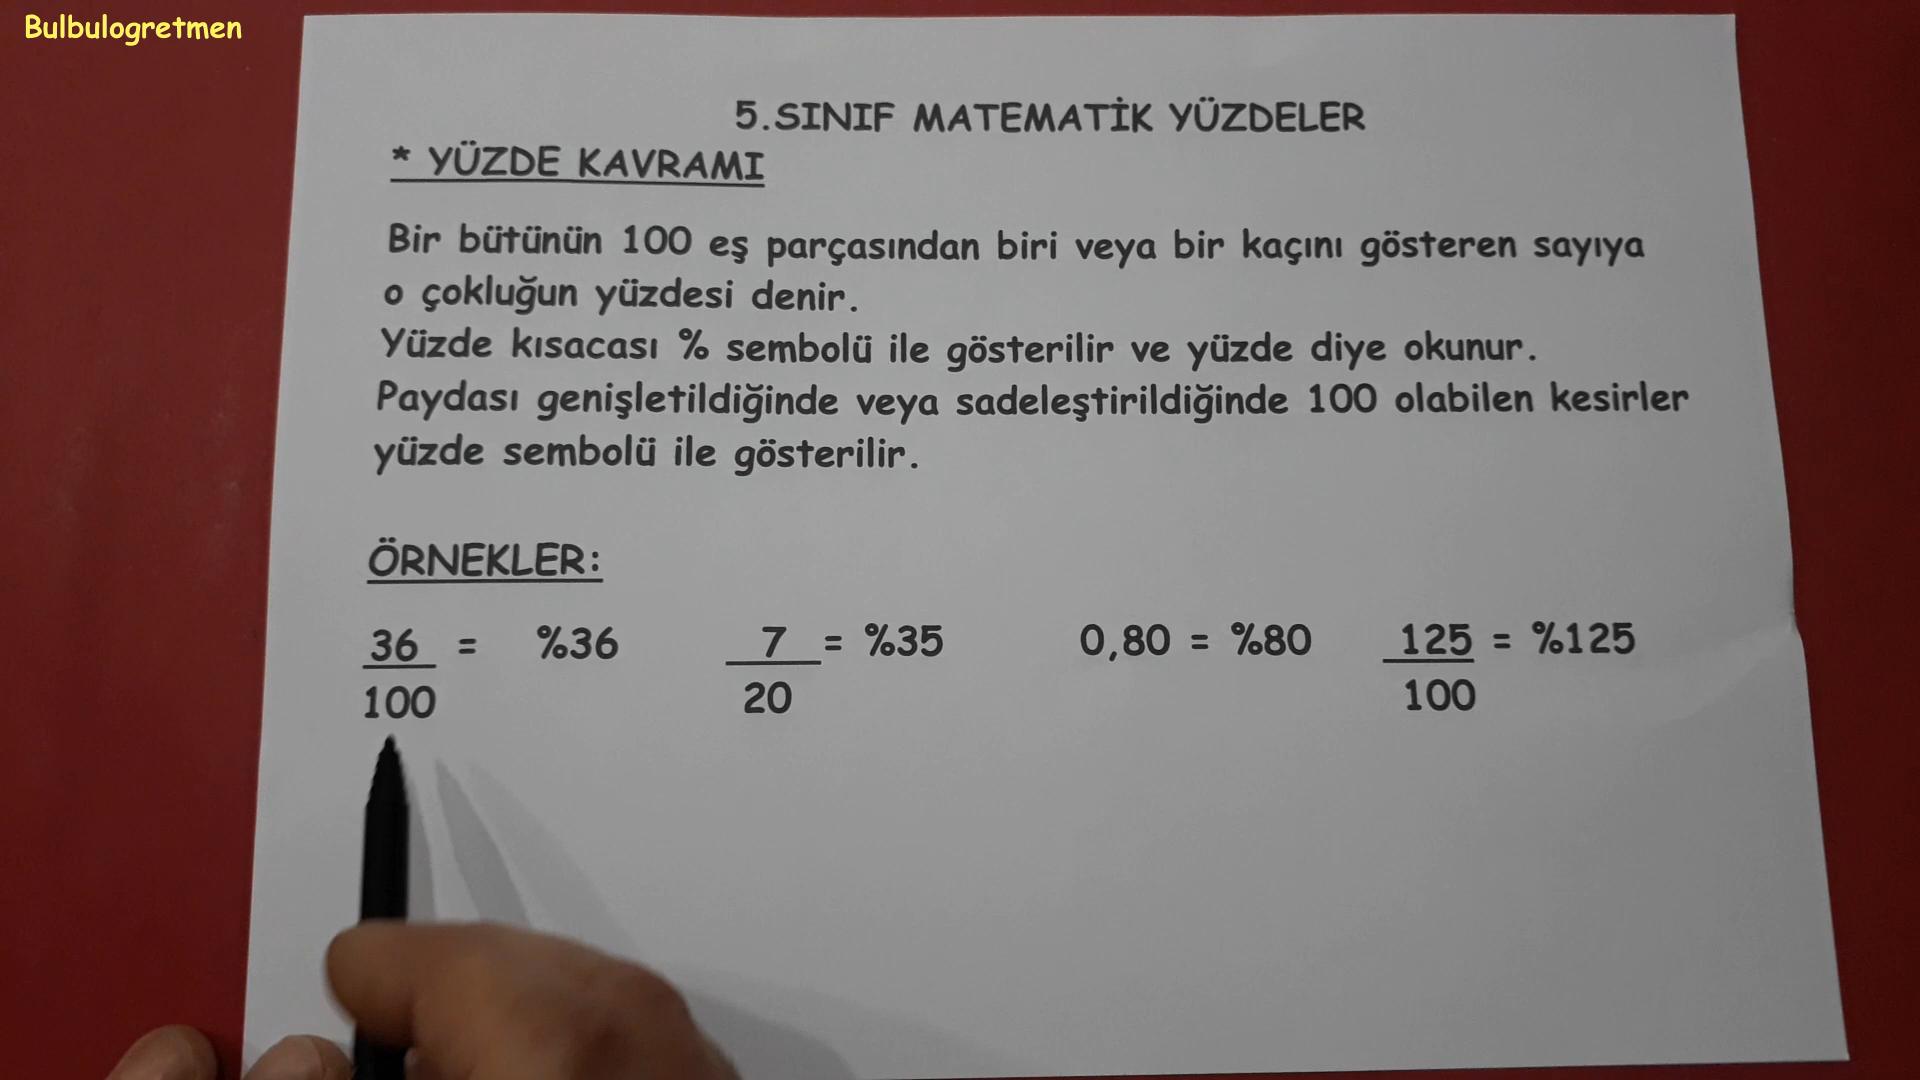 Bulbulogretmen
5.SINIF MATEMATİK YÜZDELER
* YÜZDE KAVRAMI
Bir bütünün 100 eş parçasından biri veya bir kaçını gösteren sayıya
o çokluğun yüzdesi denir.
Yüzde kısacası % sembolü ile gösterilir ve yüzde diye okunur.
Paydası genişletildiğinde veya sadeleştirildiğinde 100 olabilen kesirler
yüzde sembolü ile gösterilir.
ÖRNEKLER:
36 = %36 7 = %35 0,80 = %80 125 = %125
100 20 100